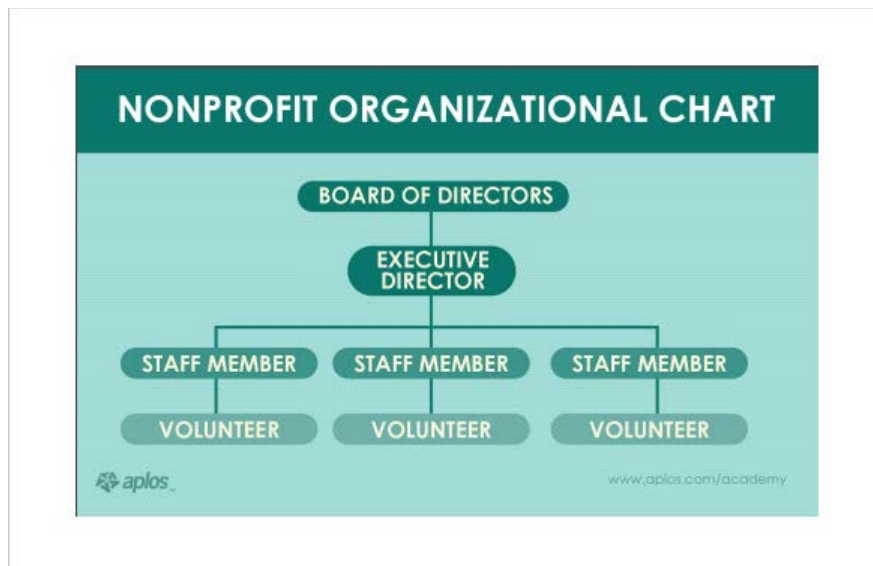 NONPROFIT ORGANIZATIONAL CHART
BOARD OF DIRECTORS
EXECUTIVE
DIRECTOR
STAFF MEMBER
STAFF MEMBER
STAFF MEMBER
VOLUNTEER
VOLUNTEER
VOLUNTEER
aplos
www.aplos.com/academy